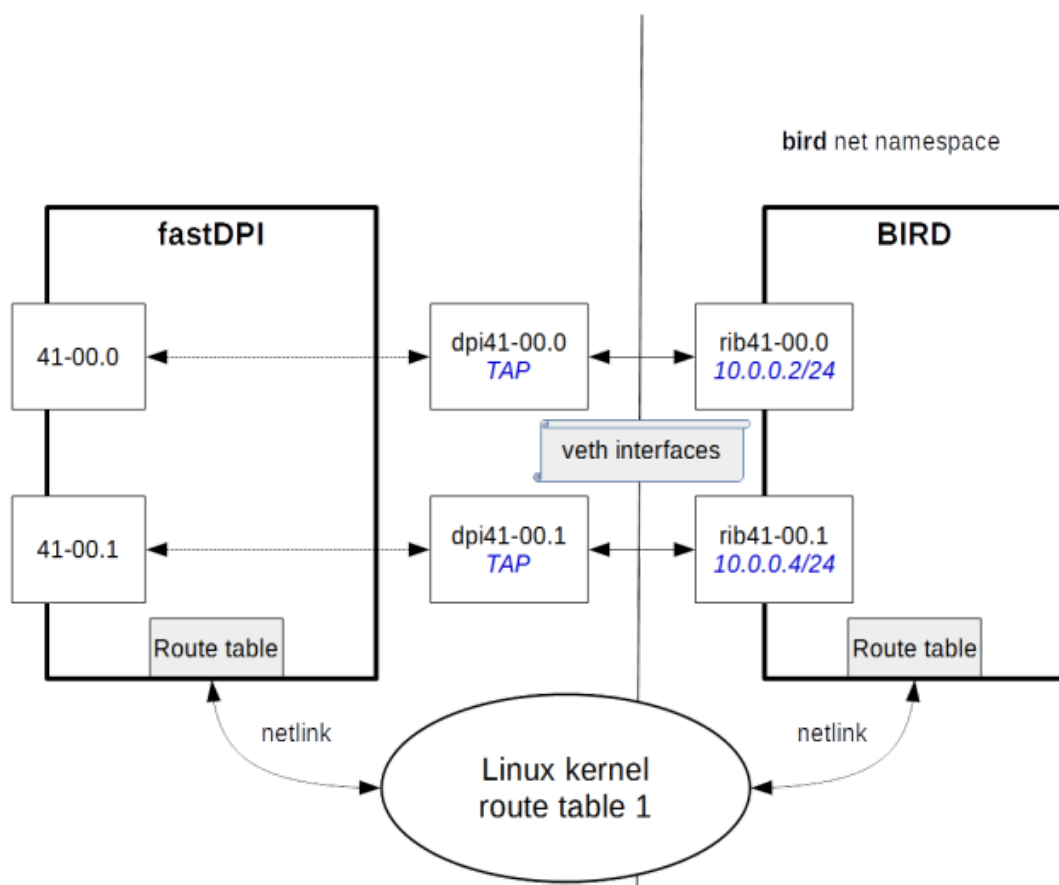 bird net namespace
fastDPI
BIRD
41-00.0
dpi41-00.0
TAP
rib41-00.0
10.0.0.2/24
veth interfaces
41-00.1
dpi41-00.1
TAP
rib41-00.1
10.0.0.4/24
Route table
Route table
netlink
netlink
Linux kernel
route table 1